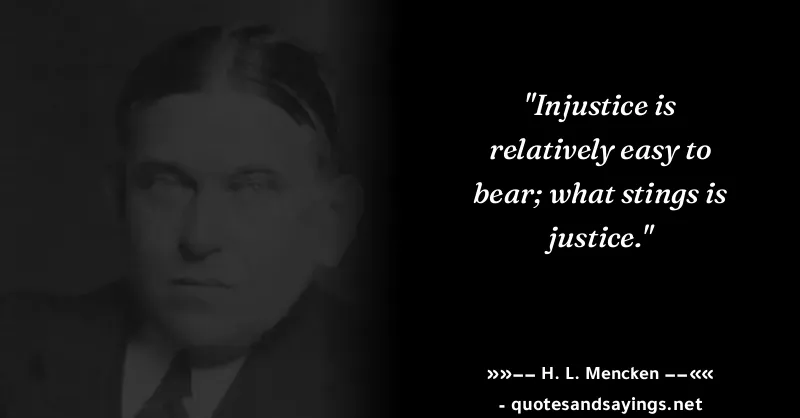 "Injustice is
relatively easy to
bear; what stings is
justice."
»»−− H. L. Mencken −−««
- quotesandsayings.net